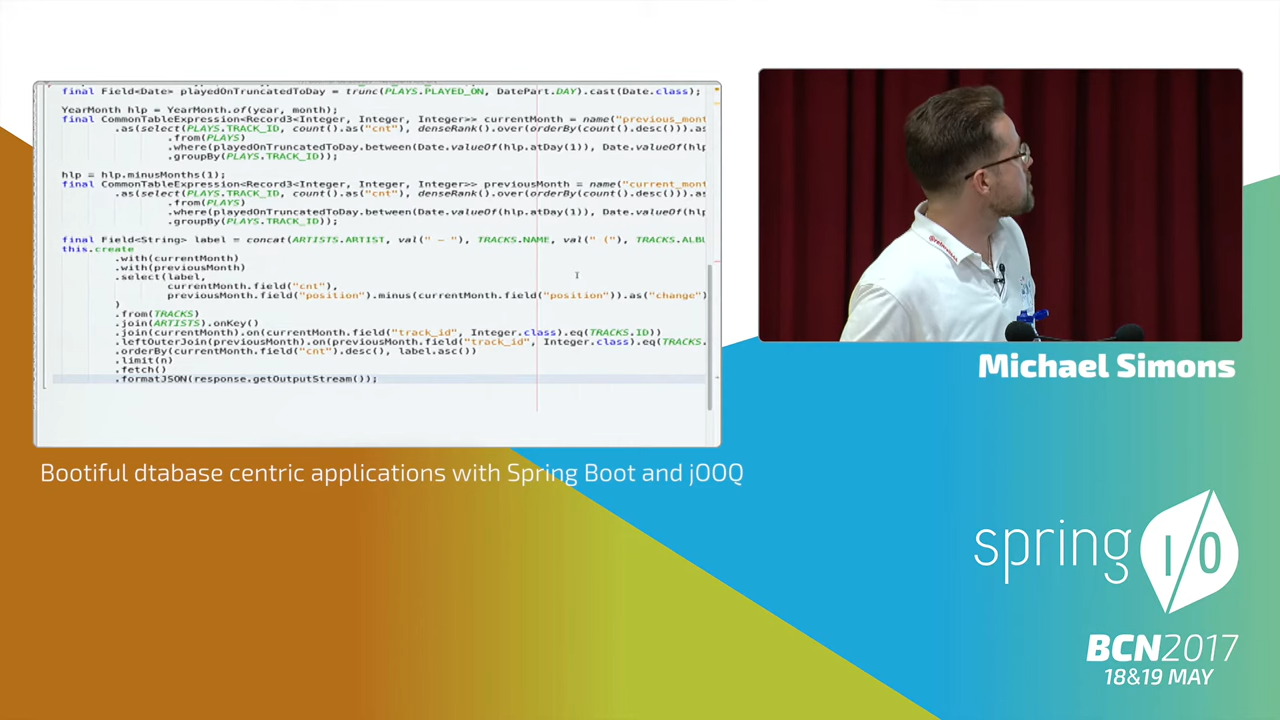 final Field<Date> playedOnTruncatedToDay = trunc(PLAYS.PLAYED_ON, DatePart.DAY).cast(Date.class);
YearMonth hlp = YearMonth.of(year, month);
final CommonTableExpression<Record3<Integer, Integer, Integer>> currentMonth = name("previous_mont
.as(select(PLAYS.TRACK_ID, count().as("cnt"), denseRank().over(orderBy(count().desc())).as
.from(PLAYS)
.where(playedOnTruncatedToDay.between(Date.valueOf(hlp.atDay(1)), Date.valueOf(hlp
.groupBy(PLAYS.TRACK_ID));
hlp = hlp.minusMonths(1);
final CommonTableExpression<Record3<Integer, Integer, Integer>> previousMonth = name("current_mont
.as(select(PLAYS.TRACK_ID, count().as("cnt"), denseRank().over(orderBy(count().desc())).as
.from(PLAYS)
.where(playedOnTruncatedToDay.between(Date.valueOf(hlp.atDay(1)), Date.valueOf(hlp
.groupBy(PLAYS.TRACK_ID));
final Field<String> label = concat(ARTISTS.ARTIST, val(" - "), TRACKS.NAME, val(" ("), TRACKS.ALBU
this.create
.with(currentMonth)
.with(previousMonth)
.select(label,
currentMonth.field("cnt"),
previousMonth.field("position").minus(currentMonth.field("position")).as("change")
)
.from(TRACKS)
.join(ARTISTS).onKey()
.join(currentMonth).on(currentMonth.field("track_id", Integer.class).eq(TRACKS.ID))
.leftOuterJoin(previousMonth).on(previousMonth.field("track_id", Integer.class).eq(TRACKS.
.orderBy(currentMonth.field("cnt").desc(), label.asc())
.limit(n)
.fetch()
.formatJSON(response.getOutputStream());
Michael Simons
Bootiful dtabase centric applications with Spring Boot and jOOQ
spring I/O
BCN2017
18&19 MAY